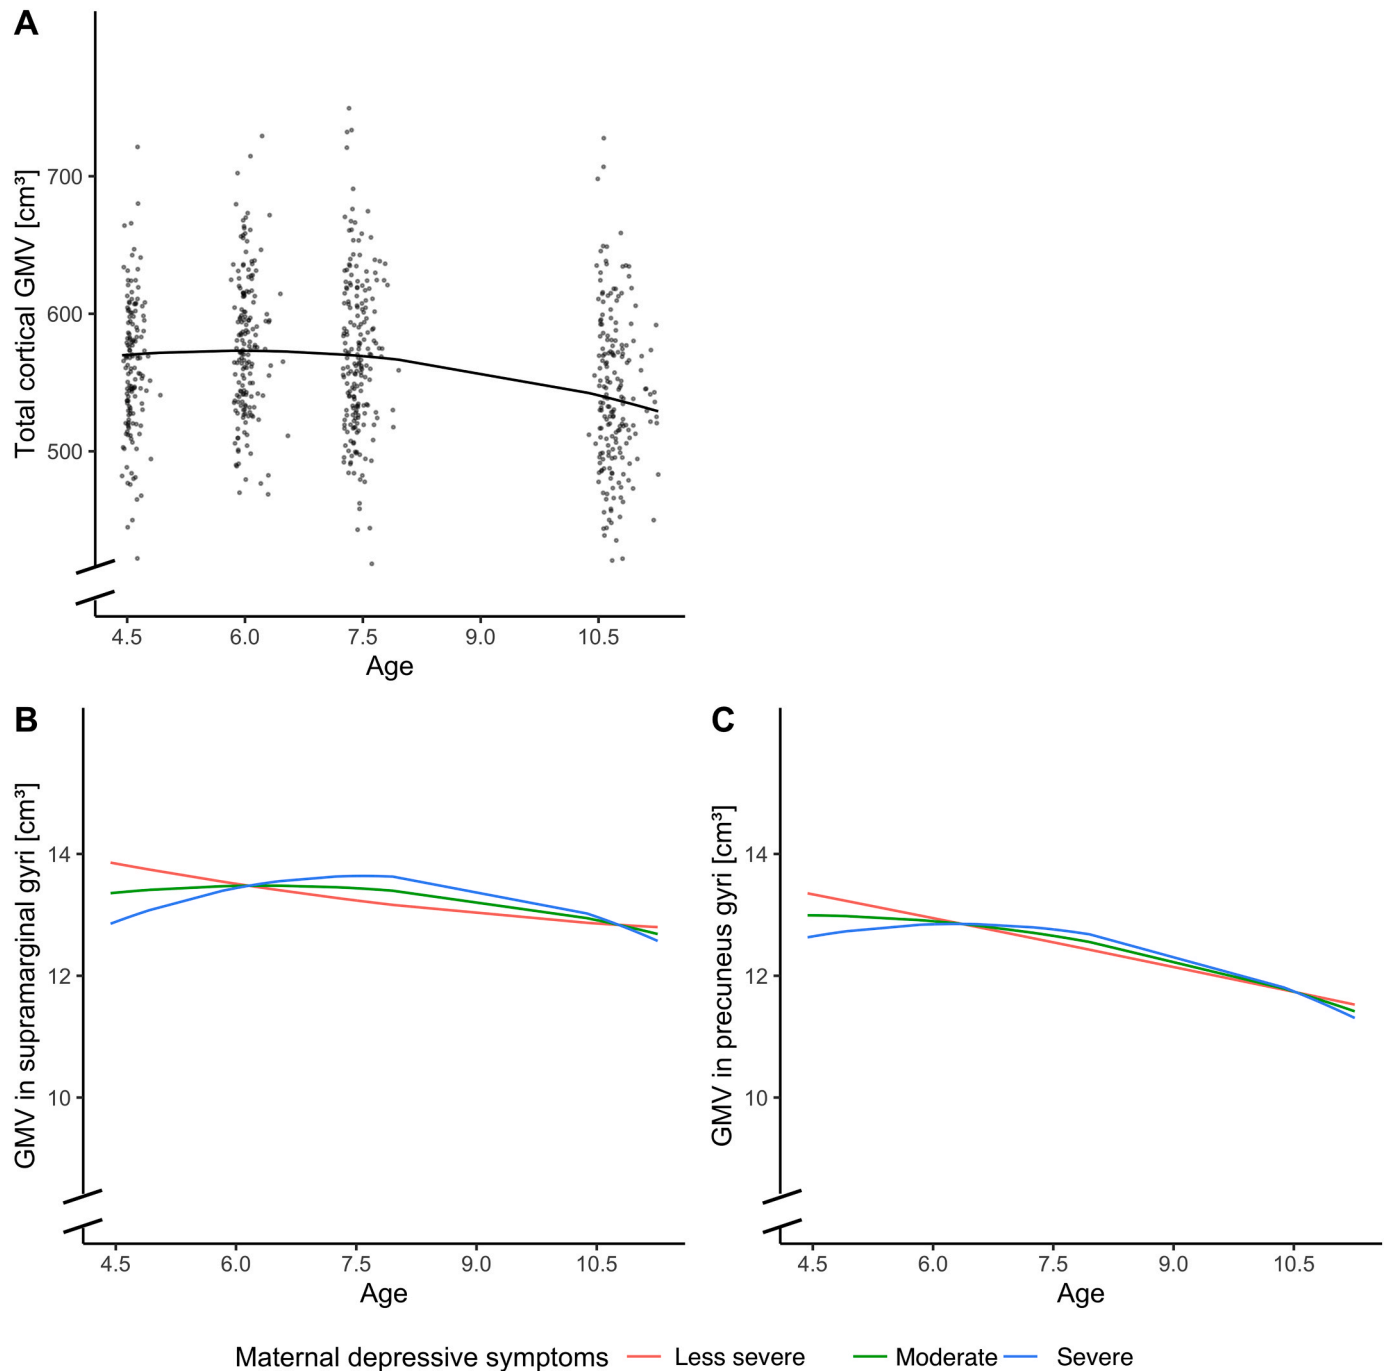 A
Total cortical GMV [cm³]
700
600
500
4.5 6.0 7.5 9.0 10.5
Age
B
GMV in supramarginal gyri [cm³]
14
12
10
4.5 6.0 7.5 9.0 10.5
Age
C
GMV in precuneus gyri [cm³]
14
12
10
4.5 6.0 7.5 9.0 10.5
Age
Maternal depressive symptoms Less severe Moderate Severe